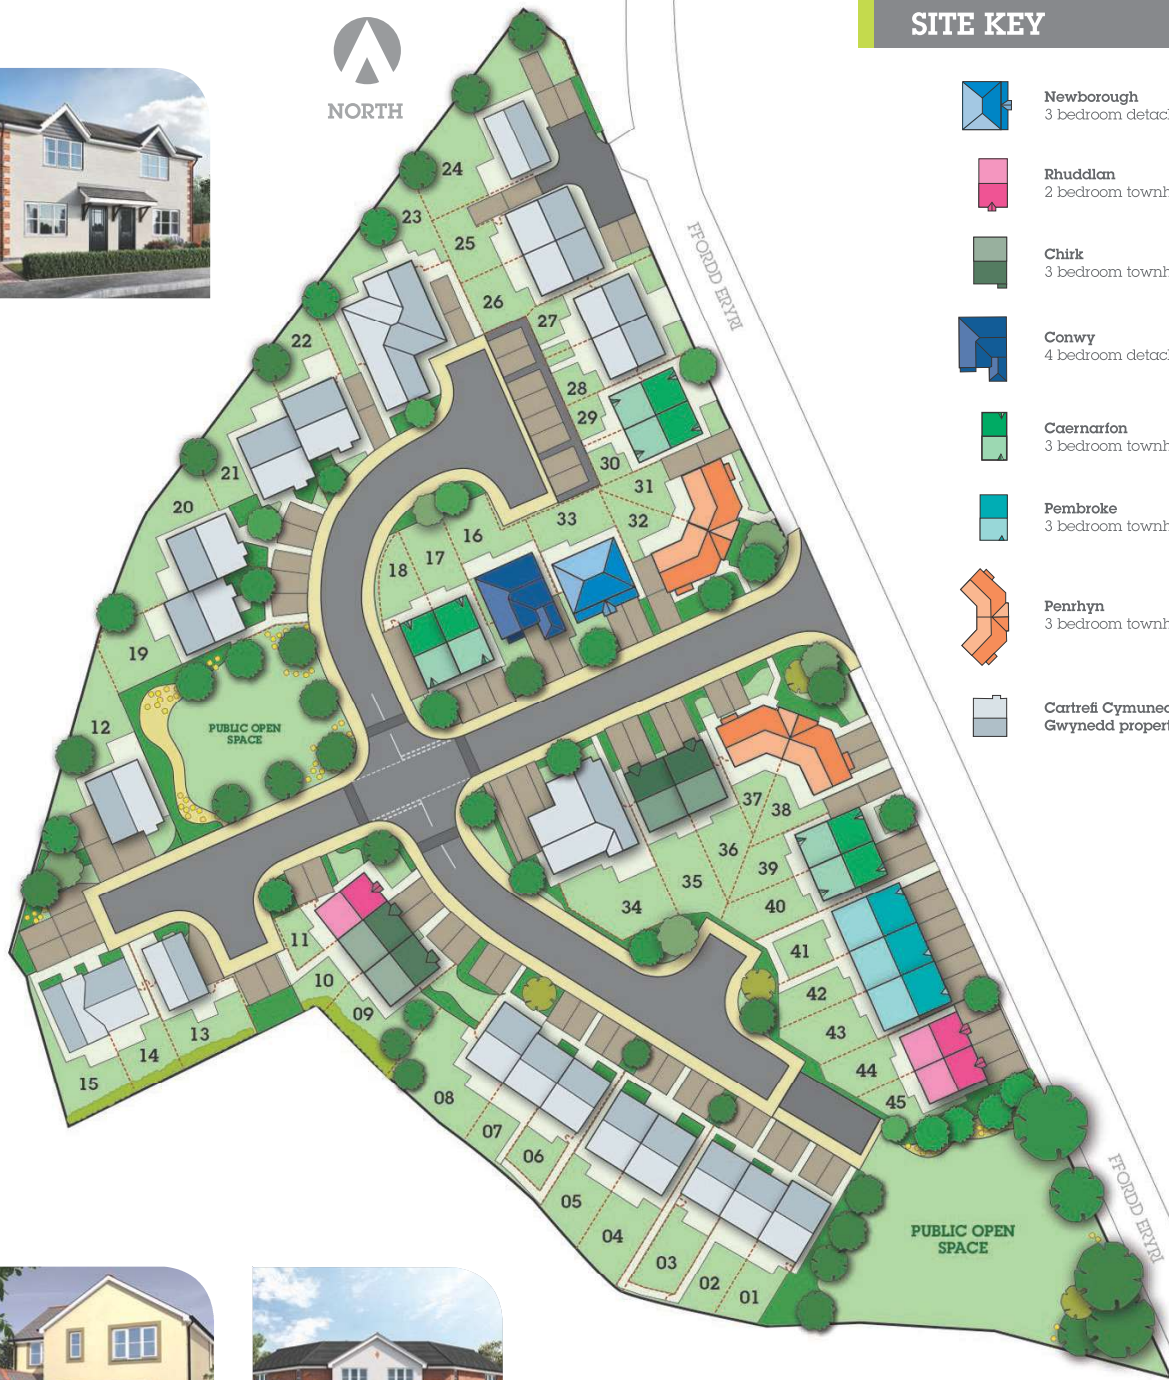 SITE KEY
NORTH
Newborough
3 bedroom detac
Rhuddlan
2 bedroom townh
Chirk
3 bedroom townh
Conwy
4 bedroom detac
Caernarfon
3 bedroom townh
Pembroke
3 bedroom townh
Penrhyn
3 bedroom townh
Cartrefi Cymuned
Gwynedd propert
FFORDD ERYRI
24
23
25
26
27
22
28
29
21
30
31
20
33
32
16
17
18
19
12
PUBLIC OPEN
SPACE
37
38
36
39
35
34
40
11
41
10
42
09
13
43
14
15
44
08
45
07
06
05
04
03
02
01
PUBLIC OPEN
SPACE
FFORDD ERYRI